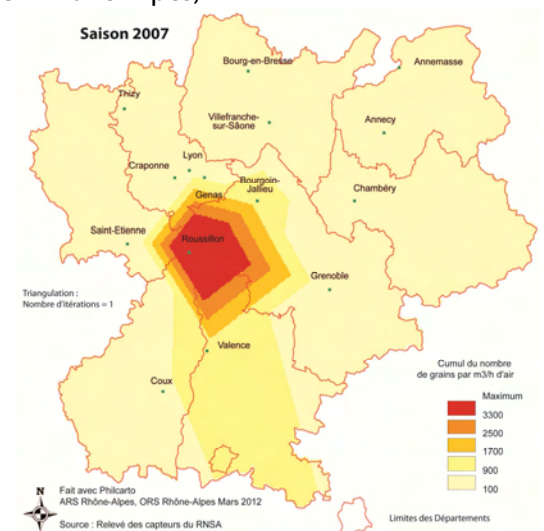 Saison 2007
Bourg-en-Bresse
Annemasse
Thizy
Villefranche-
sur-Sâone
Annecy
Lyon
Craponne
Bourgoin-
Jallieu
Genas
Chambéry
Saint-Etienne
Roussillon
Grenoble
Triangulation :
Nombre d'itérations = 1
Valence
Coux
Cumul du nombre
de grains par m3/h d'air
Maximum
3300
2500
1700
900
100
N
Fait avec Philcarto
ARS Rhône-Alpes, ORS Rhône-Alpes Mars 2012
Source : Relevé des capteurs du RNSA
Limites des Départements